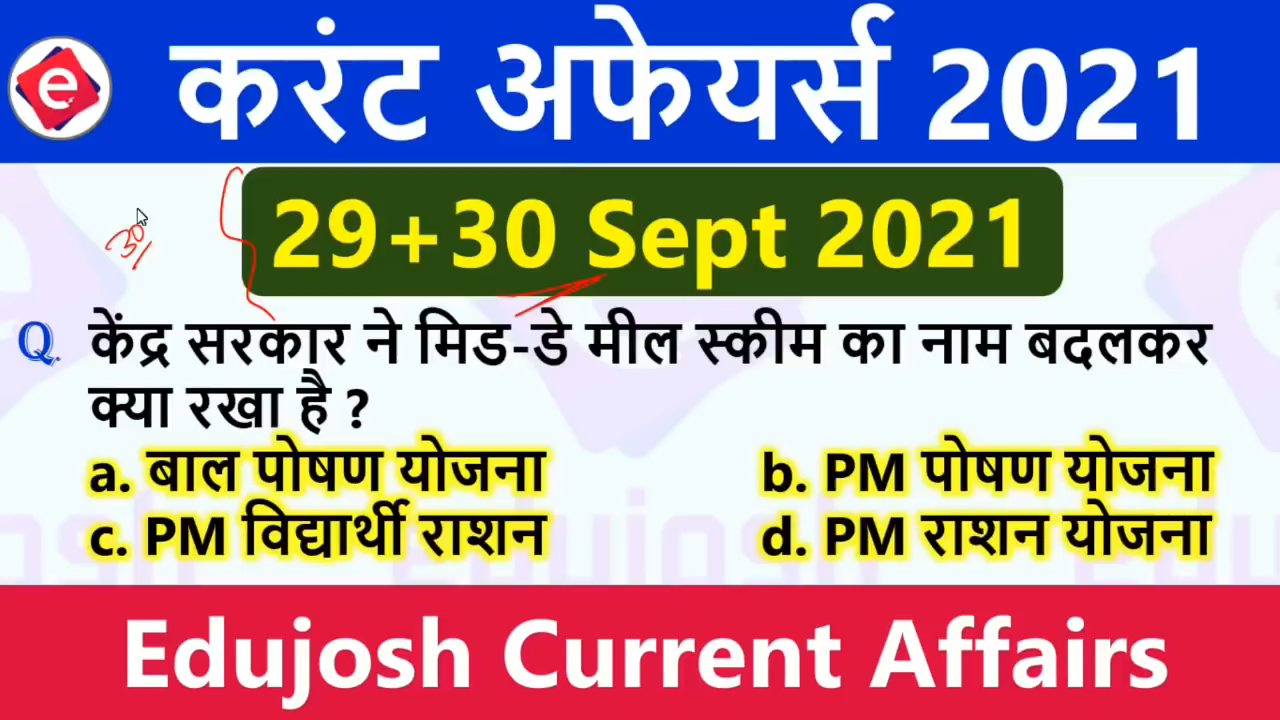 e
करंट अफेयर्स 2021
29+30 Sept 2021
Q. केंद्र सरकार ने मिड-डे मील स्कीम का नाम बदलकर
क्या रखा है ?
a. बाल पोषण योजना b. PM पोषण योजना
c. PM विद्यार्थी राशन d. PM राशन योजना
Edujosh Current Affairs